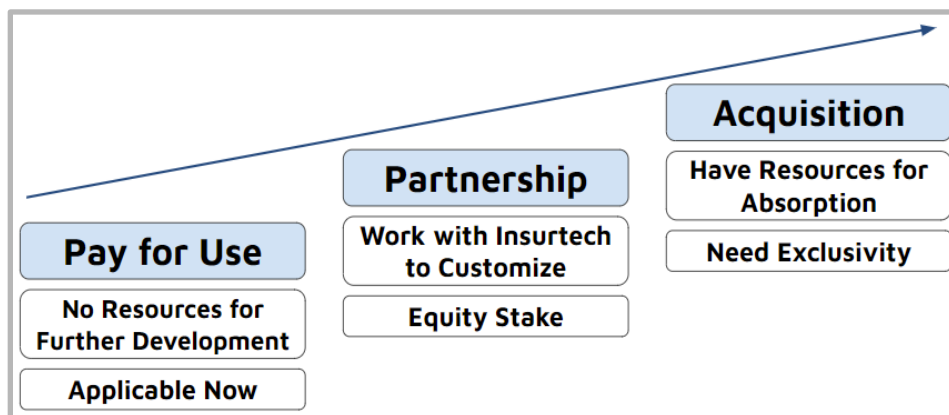 Pay for Use
No Resources for
Further Development
Applicable Now
Partnership
Work with Insurtech
to Customize
Equity Stake
Acquisition
Have Resources for
Absorption
Need Exclusivity